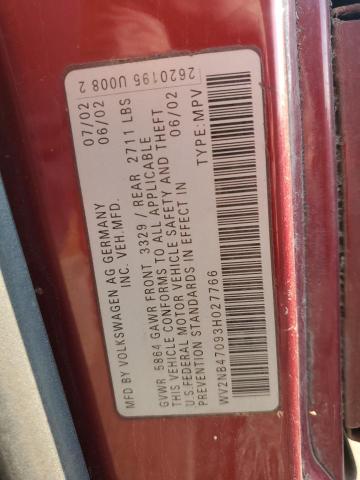 2620195 U008 2
MFD BY VOLKSWAGEN AG GERMANY 07/02
INC. VEH.MFD. 06/02
GVWR 5864 GAWR FRONT 3329 / REAR 2711 LBS
THIS VEHICLE CONFORMS TO ALL APPLICABLE
U.S.FEDERAL MOTOR VEHICLE SAFETY AND THEFT
PREVENTION STANDARDS IN EFFECT IN 06/02
WV2NB47093H027766 TYPE:MPV